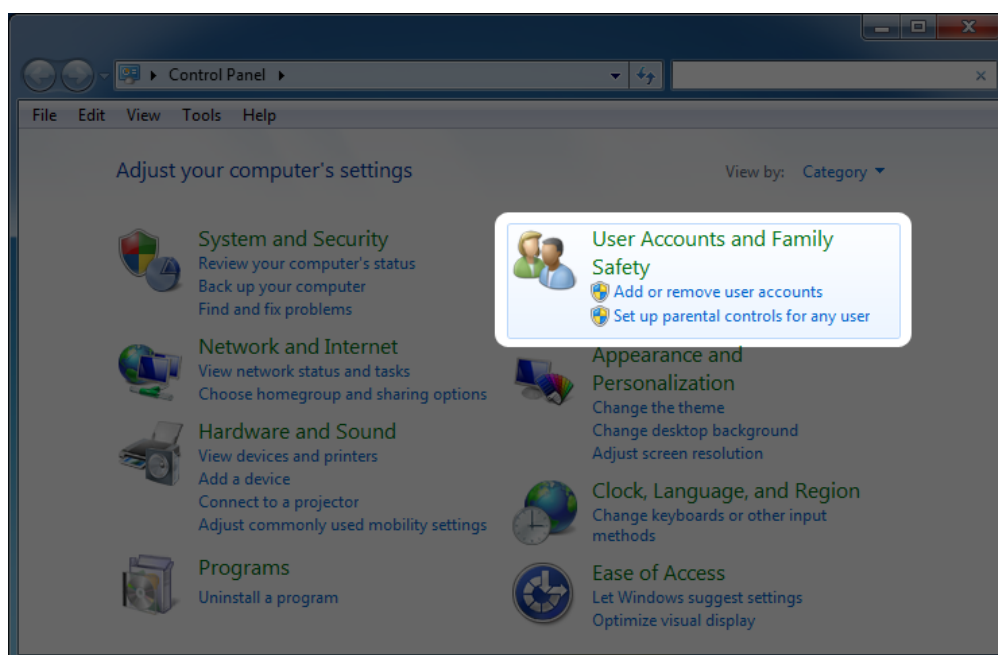 Control Panel
File Edit View Tools Help
Adjust your computer's settings
View by: Category
System and Security
Review your computer's status
Back up your computer
Find and fix problems
Network and Internet
View network status and tasks
Choose homegroup and sharing options
Hardware and Sound
View devices and printers
Add a device
Connect to a projector
Adjust commonly used mobility settings
Programs
Uninstall a program
User Accounts and Family
Safety
Add or remove user accounts
Set up parental controls for any user
Appearance and
Personalization
Change the theme
Change desktop background
Adjust screen resolution
Clock, Language, and Region
Change keyboards or other input
methods
Ease of Access
Let Windows suggest settings
Optimize visual display